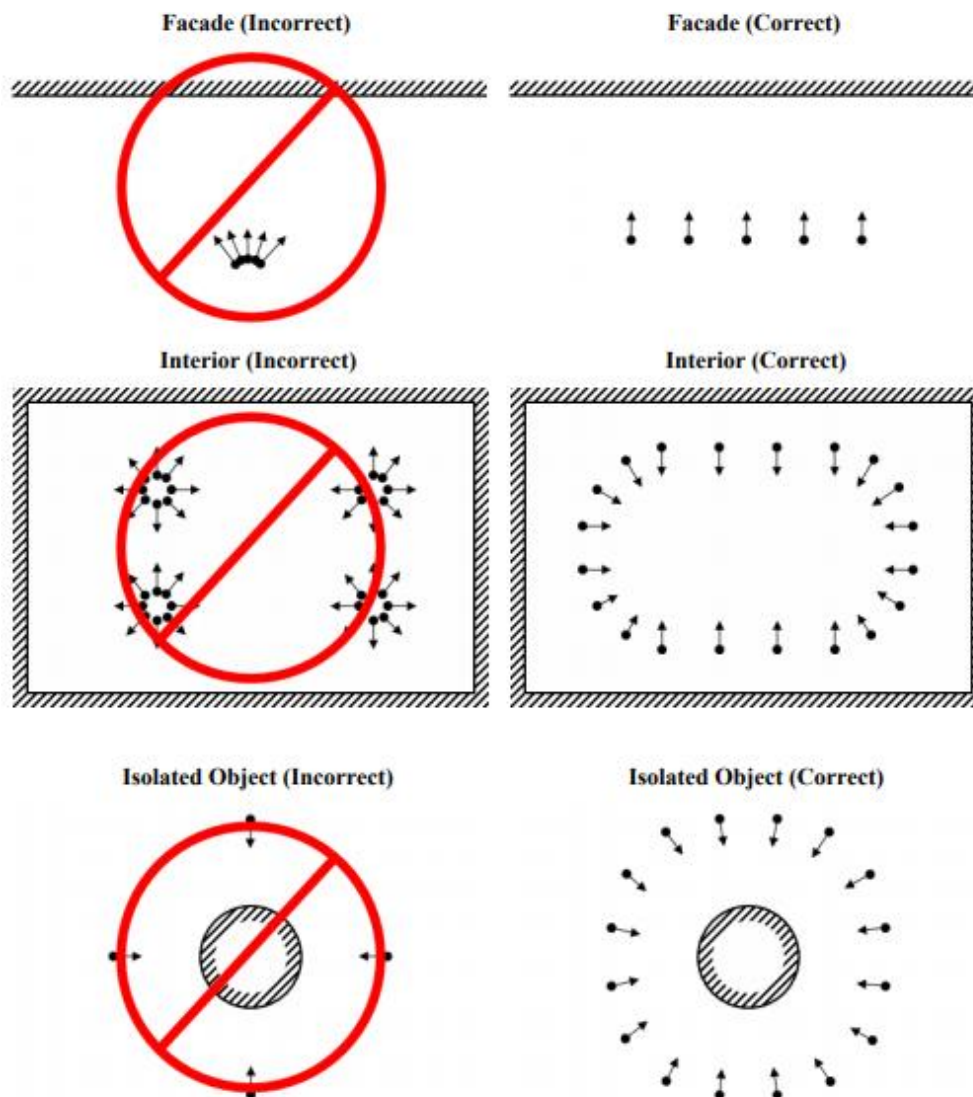 Facade (Incorrect)
Facade (Correct)
Interior (Incorrect)
Interior (Correct)
Isolated Object (Incorrect)
Isolated Object (Correct)